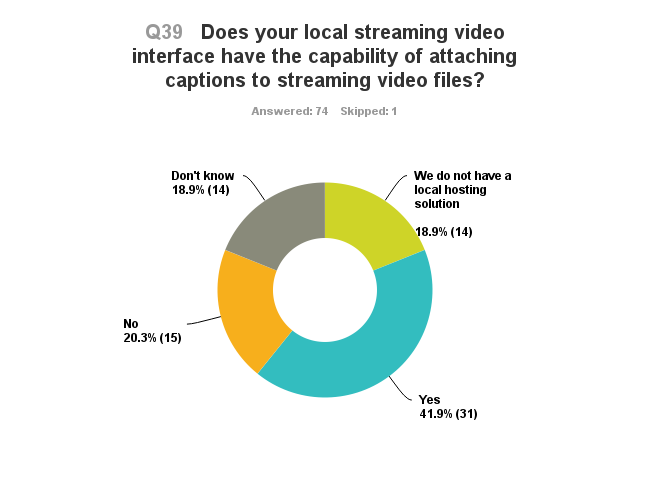 Q39 Does your local streaming video
interface have the capability of attaching
captions to streaming video files?
Answered: 74 Skipped: 1
Don't know
18.9% (14)
We do not have a
local hosting
solution
18.9% (14)
No
20.3% (15)
Yes
41.9% (31)